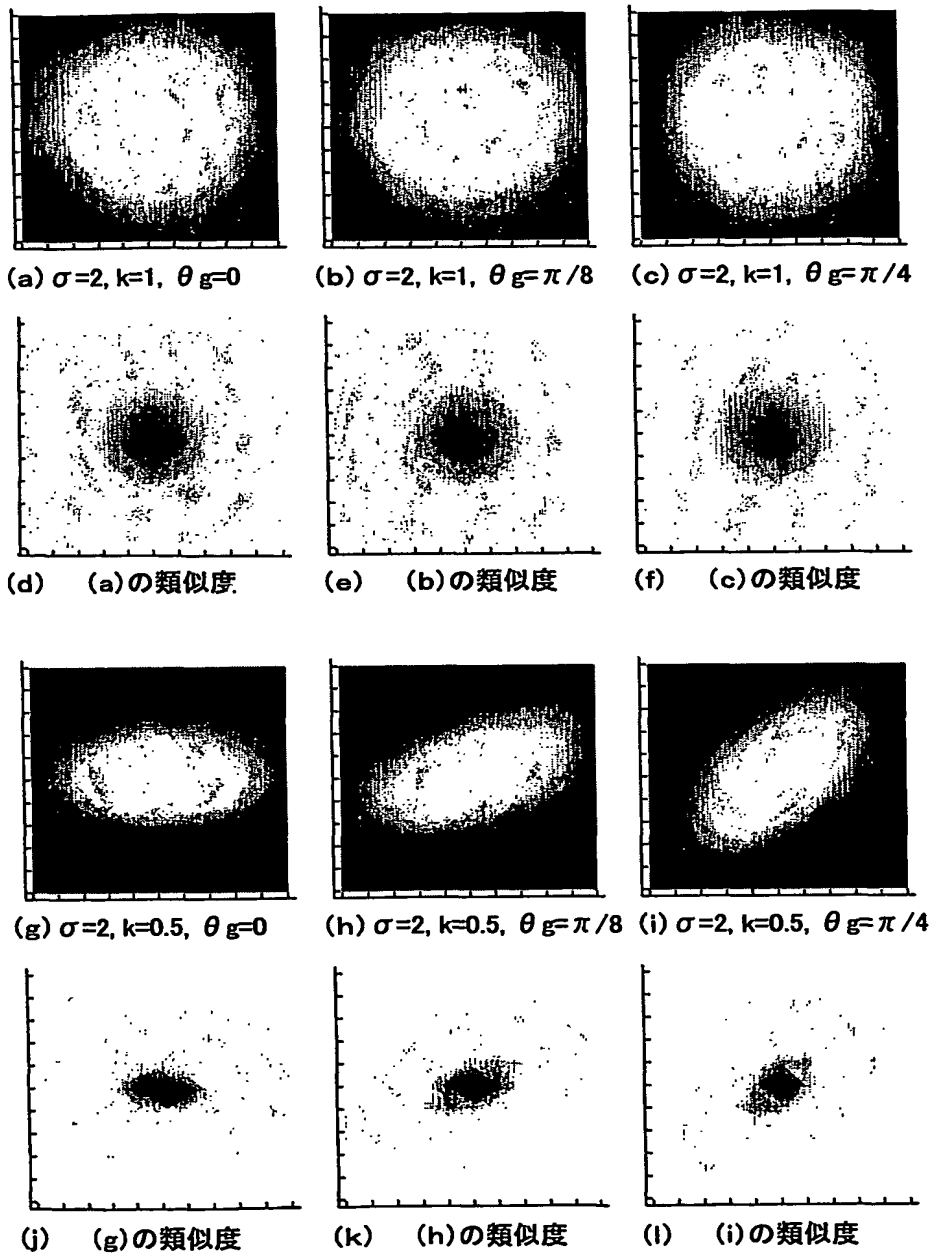 (a) σ=2, k=1, θg=0
(b) σ=2, k=1, θg=π/8
(c) σ=2, k=1, θg=π/4
(d) (a)の類似度
(e) (b)の類似度
(f) (c)の類似度
(g) σ=2, k=0.5, θg=0
(h) σ=2, k=0.5, θg=π/8
(i) σ=2, k=0.5, θg=π/4
(j) (g)の類似度
(k) (h)の類似度
(l) (i)の類似度